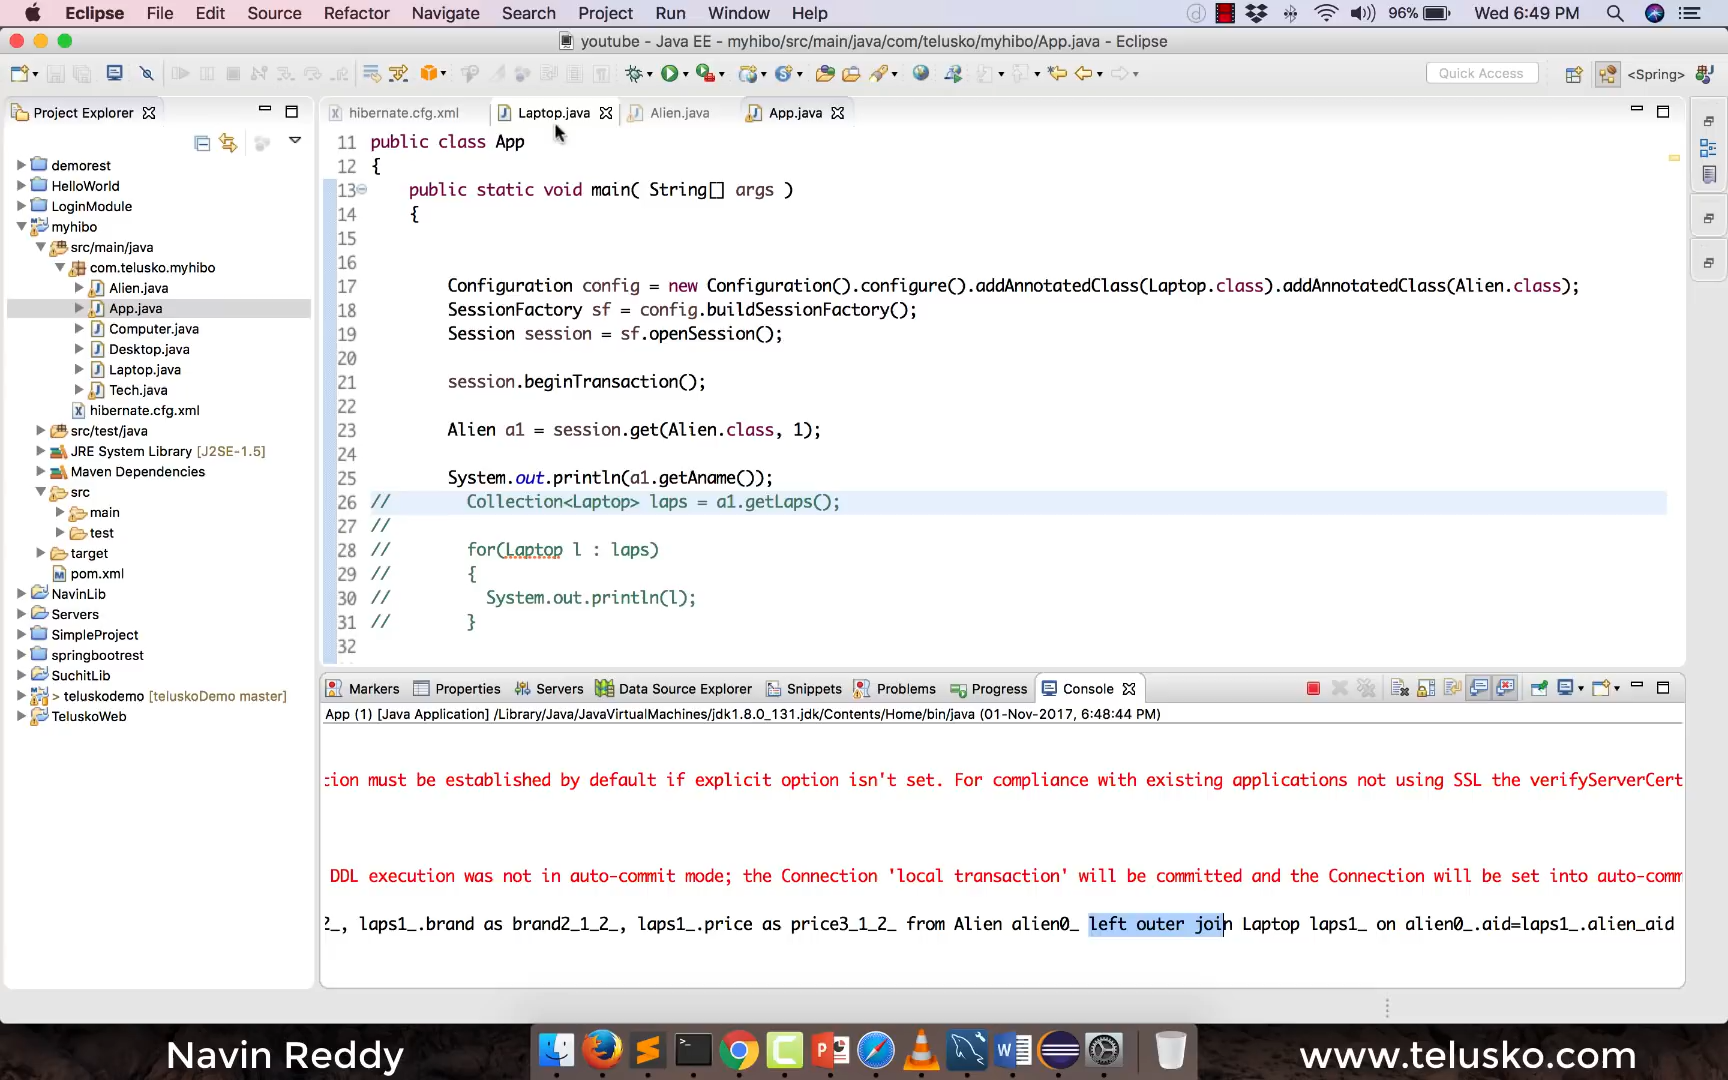 Eclipse File Edit Source Refactor Navigate Search Project Run Window Help 96% Wed 6:49 PM
youtube - Java EE - myhibo/src/main/java/com/telusko/myhibo/App.java - Eclipse
Quick Access <Spring>
Project Explorer
demorest
HelloWorld
LoginModule
myhibo
src/main/java
com.telusko.myhibo
Alien.java
App.java
Computer.java
Desktop.java
Laptop.java
Tech.java
hibernate.cfg.xml
src/test/java
JRE System Library [J2SE-1.5]
Maven Dependencies
src
main
test
target
pom.xml
NavinLib
Servers
SimpleProject
springbootrest
SuchitLib
> teluskodemo [teluskoDemo master]
TeluskoWeb
hibernate.cfg.xml Laptop.java Alien.java App.java
11 public class App
12 {
13 public static void main( String[] args )
14 {
15
16
17 Configuration config = new Configuration().configure().addAnnotatedClass(Laptop.class).addAnnotatedClass(Alien.class);
18 SessionFactory sf = config.buildSessionFactory();
19 Session session = sf.openSession();
20
21 session.beginTransaction();
22
23 Alien a1 = session.get(Alien.class, 1);
24
25 System.out.println(a1.getAname());
26 // Collection<Laptop> laps = a1.getLaps();
27 //
28 // for(Laptop l : laps)
29 // {
30 // System.out.println(l);
31 // }
32
Markers Properties Servers Data Source Explorer Snippets Problems Progress Console
App (1) [Java Application] /Library/Java/JavaVirtualMachines/jdk1.8.0_131.jdk/Contents/Home/bin/java (01-Nov-2017, 6:48:44 PM)
tion must be established by default if explicit option isn't set. For compliance with existing applications not using SSL the verifyServerCert
DDL execution was not in auto-commit mode; the Connection 'local transaction' will be committed and the Connection will be set into auto-comm
2_, laps1_.brand as brand2_1_2_, laps1_.price as price3_1_2_ from Alien alien0_ left outer join Laptop laps1_ on alien0_.aid=laps1_.alien_aid
Navin Reddy
www.telusko.com